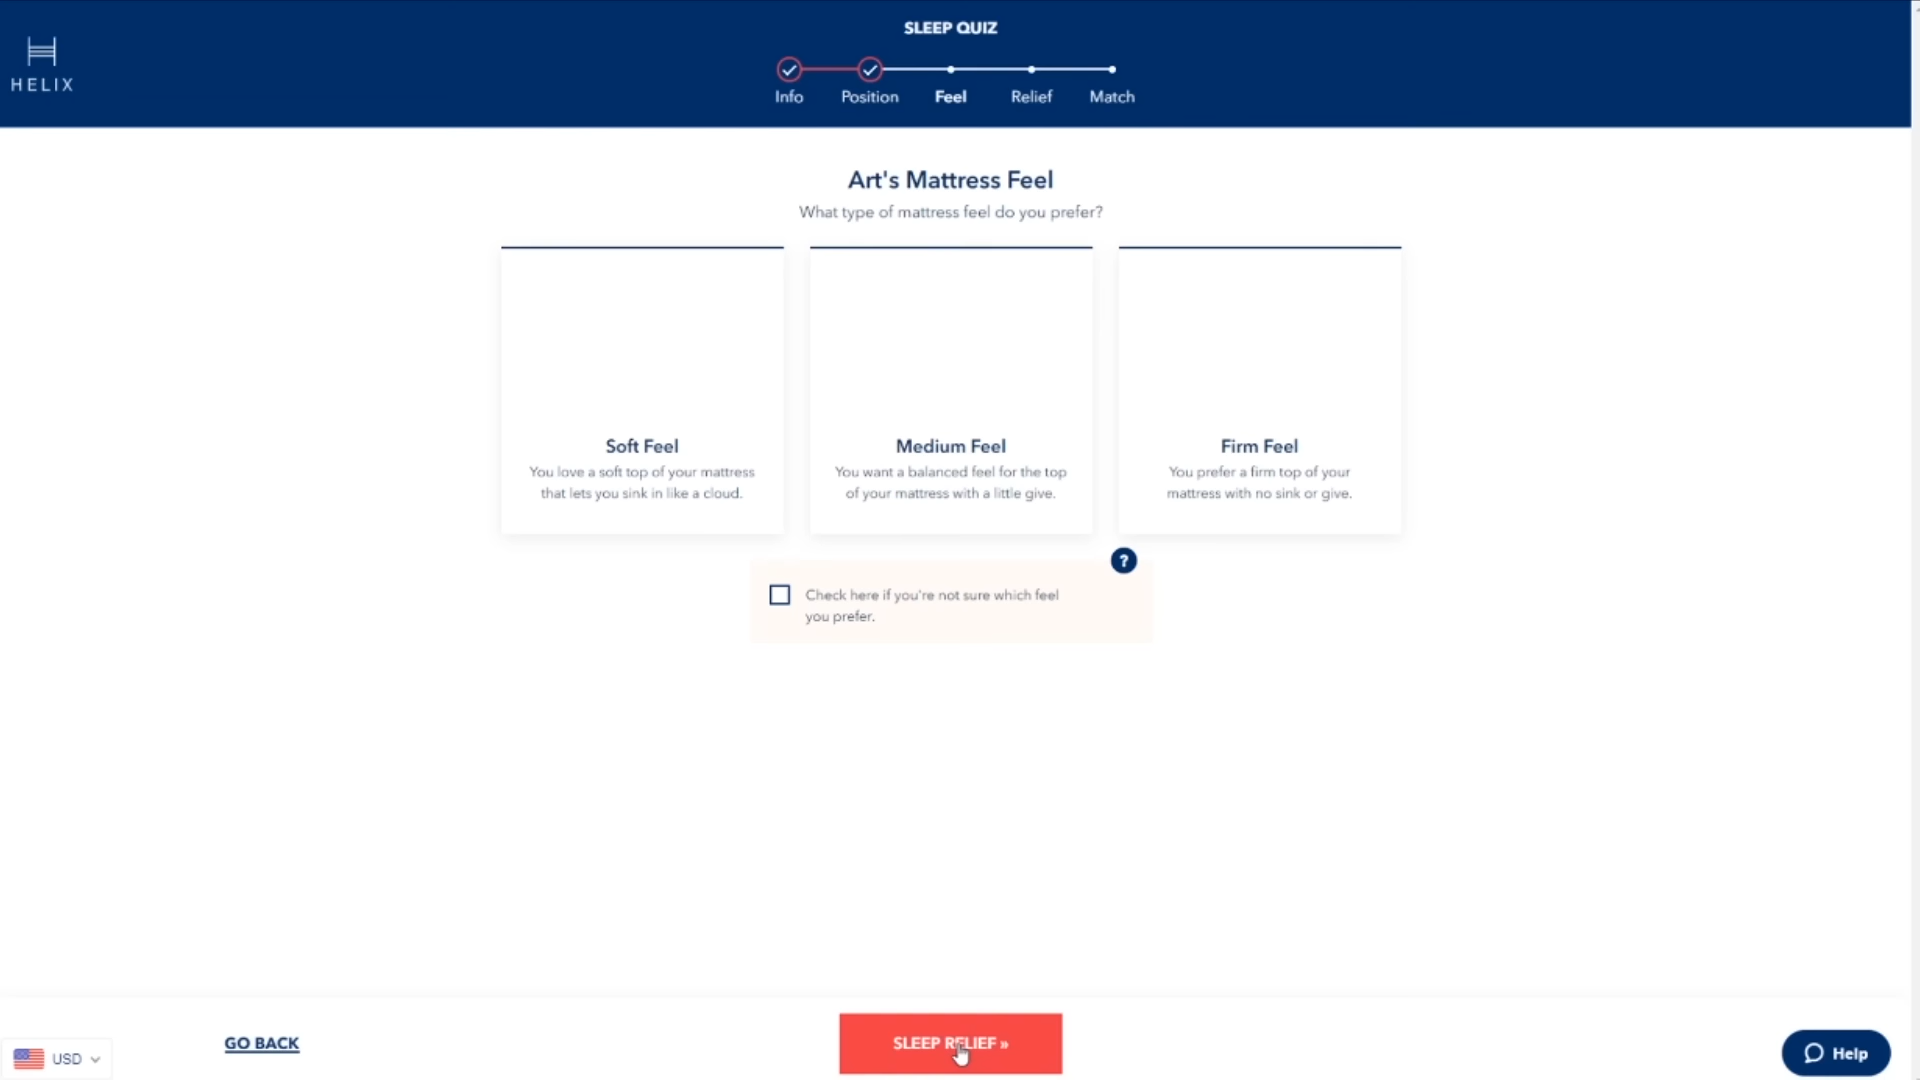 SLEEP QUIZ
HELIX
Info
Position
Feel
Relief
Match
Art's Mattress Feel
What type of mattress feel do you prefer?
Soft Feel
You love a soft top of your mattress
that lets you sink in like a cloud.
Medium Feel
You want a balanced feel for the top
of your mattress with a little give.
Firm Feel
You prefer a firm top of your
mattress with no sink or give.
?
Check here if you're not sure which feel
you prefer.
USD
GO BACK
SLEEP RELIEF »
Help